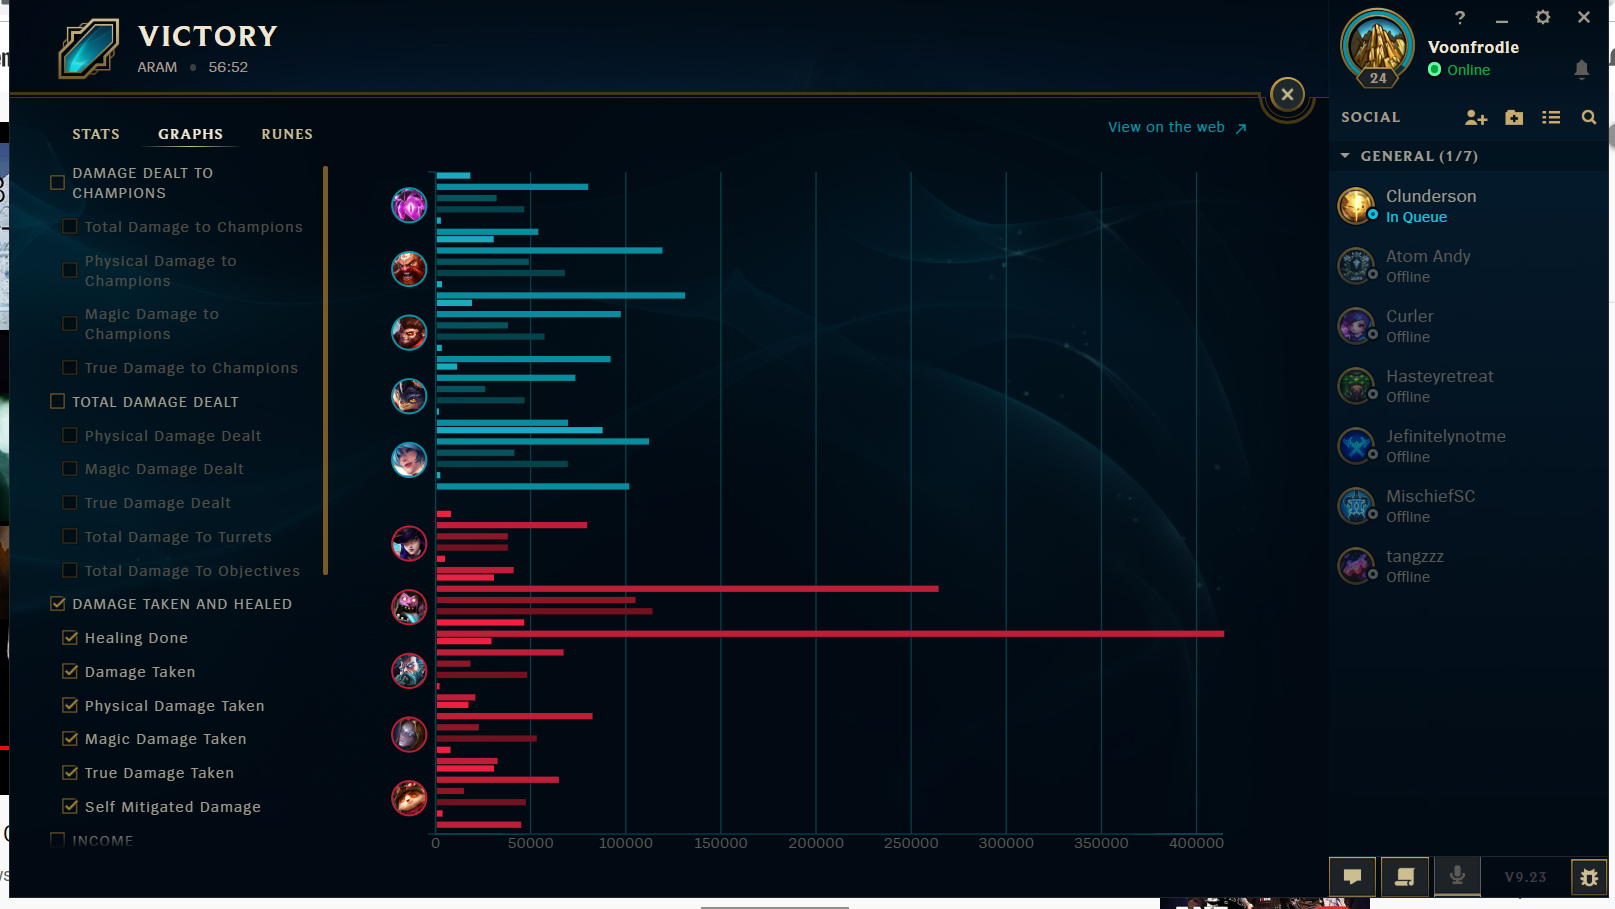 VICTORY
ARAM • 56:52
STATS GRAPHS RUNES
View on the web
DAMAGE DEALT TO
CHAMPIONS
Total Damage to Champions
Physical Damage to
Champions
Magic Damage to
Champions
True Damage to Champions
TOTAL DAMAGE DEALT
Physical Damage Dealt
Magic Damage Dealt
True Damage Dealt
Total Damage To Turrets
Total Damage To Objectives
DAMAGE TAKEN AND HEALED
Healing Done
Damage Taken
Physical Damage Taken
Magic Damage Taken
True Damage Taken
Self Mitigated Damage
INCOME
0 50000 100000 150000 200000 250000 300000 350000 400000
?
24
Voonfrodle
Online
SOCIAL
GENERAL (1/7)
Clunderson
In Queue
Atom Andy
Offline
Curler
Offline
Hasteyretreat
Offline
Jefinitelynotme
Offline
MischiefSC
Offline
tangzzz
Offline
V9.23